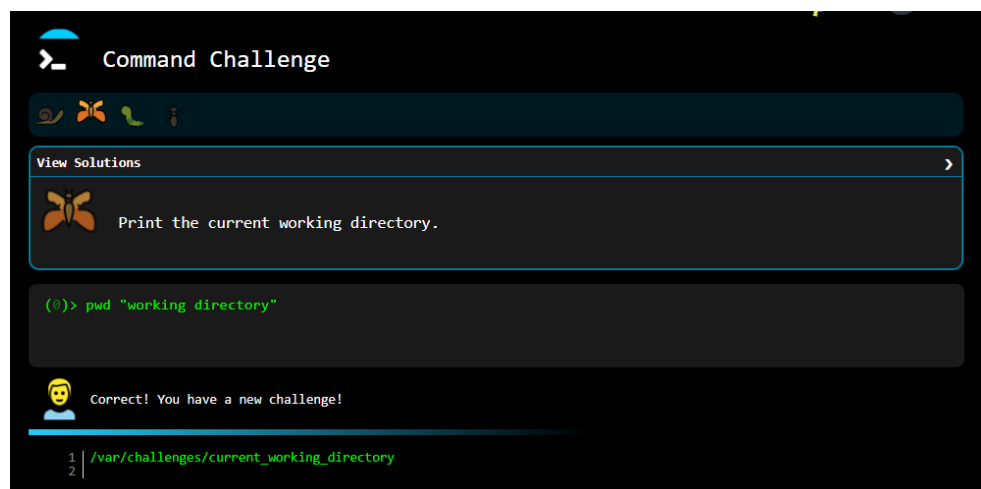 Command Challenge
View Solutions
Print the current working directory.
(0)> pwd "working directory"
Correct! You have a new challenge!
1 /var/challenges/current_working_directory
2